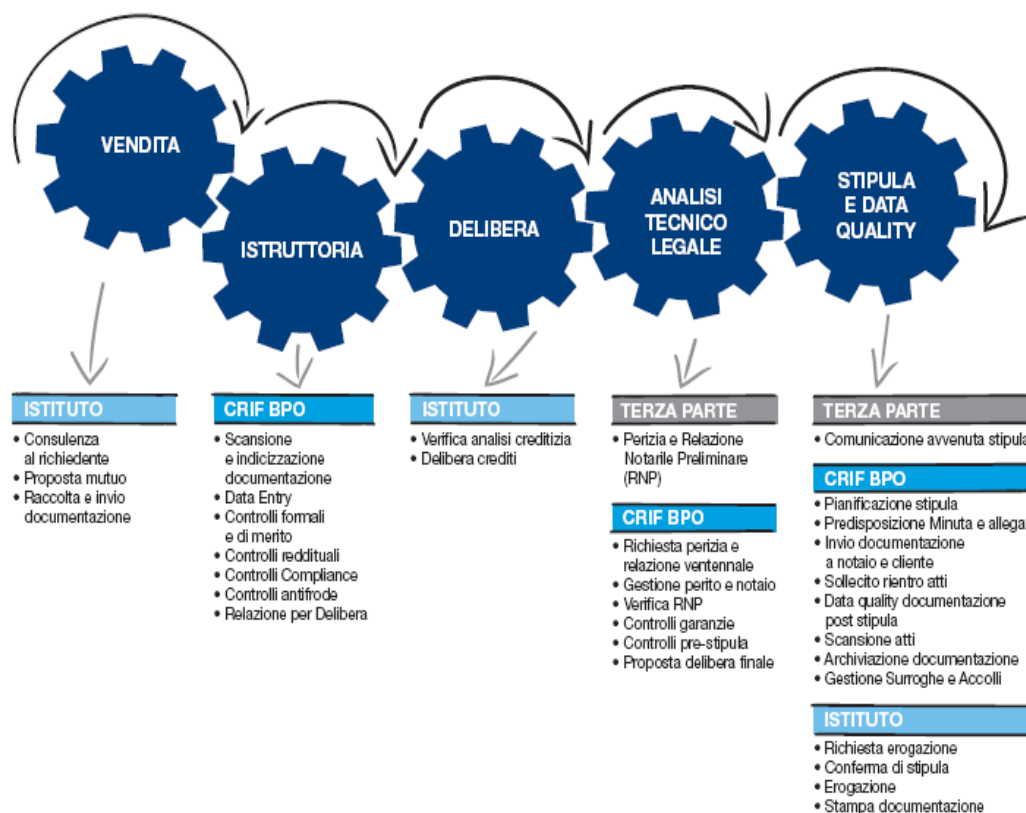 VENDITA
ISTRUTTORIA
DELIBERA
ANALISI
TECNICO
LEGALE
STIPULA
E DATA
QUALITY
ISTITUTO
• Consulenza
al richiedente
• Proposta mutuo
• Raccolta e invio
documentazione
CRIF BPO
• Scansione
e indicizzazione
documentazione
• Data Entry
• Controlli formali
e di merito
• Controlli reddituali
• Controlli Compliance
• Controlli antifrode
• Relazione per Delibera
ISTITUTO
• Verifica analisi creditizia
• Delibera crediti
TERZA PARTE
• Perizia e Relazione
Notarile Preliminare
(RNP)
CRIF BPO
• Richiesta perizia e
relazione ventennale
• Gestione perito e notaio
• Verifica RNP
• Controlli garanzie
• Controlli pre-stipula
• Proposta delibera finale
TERZA PARTE
• Comunicazione avvenuta stipula
CRIF BPO
• Pianificazione stipula
• Predisposizione Minuta e
• Invio documentazione
a notaio e cliente
• Sollecito rientro atti
• Data quality documentazione
post stipula
• Scansione atti
• Archiviazione documentazione
• Gestione Surroghe e Accolli
ISTITUTO
• Richiesta erogazione
• Conferma di stipula
• Erogazione
• Stampa documentazione